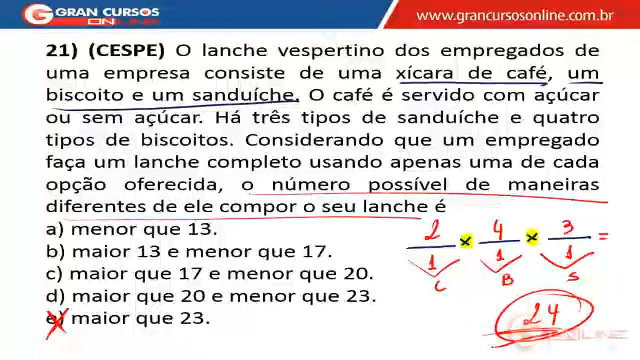 GRAN CURSOS
ONLINE
www.grancursosonline.com.br
21) (CESPE) O lanche vespertino dos empregados de
uma empresa consiste de uma xícara de café, um
biscoito e um sanduíche. O café é servido com açúcar
ou sem açúcar. Há três tipos de sanduíche e quatro
tipos de biscoitos. Considerando que um empregado
faça um lanche completo usando apenas uma de cada
opção oferecida, o número possível de maneiras
diferentes de ele compor o seu lanche é
a) menor que 13.
b) maior 13 e menor que 17.
c) maior que 17 e menor que 20.
d) maior que 20 e menor que 23.
e) maior que 23.
2 × 4 × 3 =
1 1 1
C B S
24
GRAN CURSOS
ONLINE